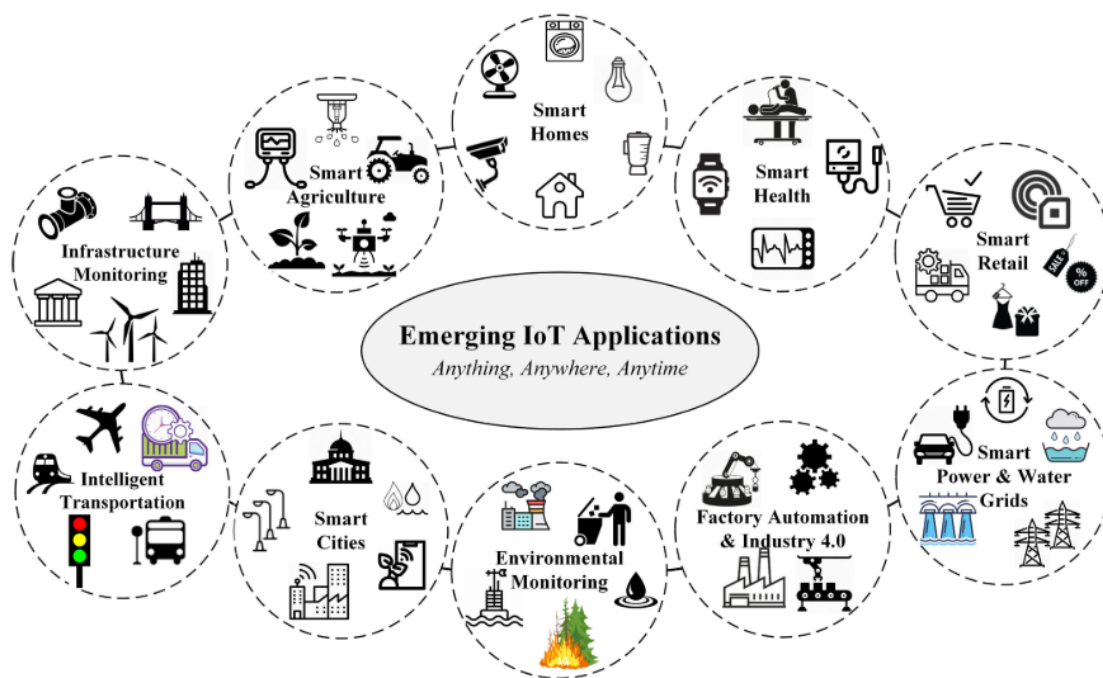 Smart
Homes
Smart
Agriculture
Smart
Health
Infrastructure
Monitoring
Smart
Retail
SALE
%
OFF
Emerging IoT Applications
Anything, Anywhere, Anytime
Intelligent
Transportation
Smart
Cities
Environmental
Monitoring
Factory Automation
& Industry 4.0
Smart
Power & Water
Grids